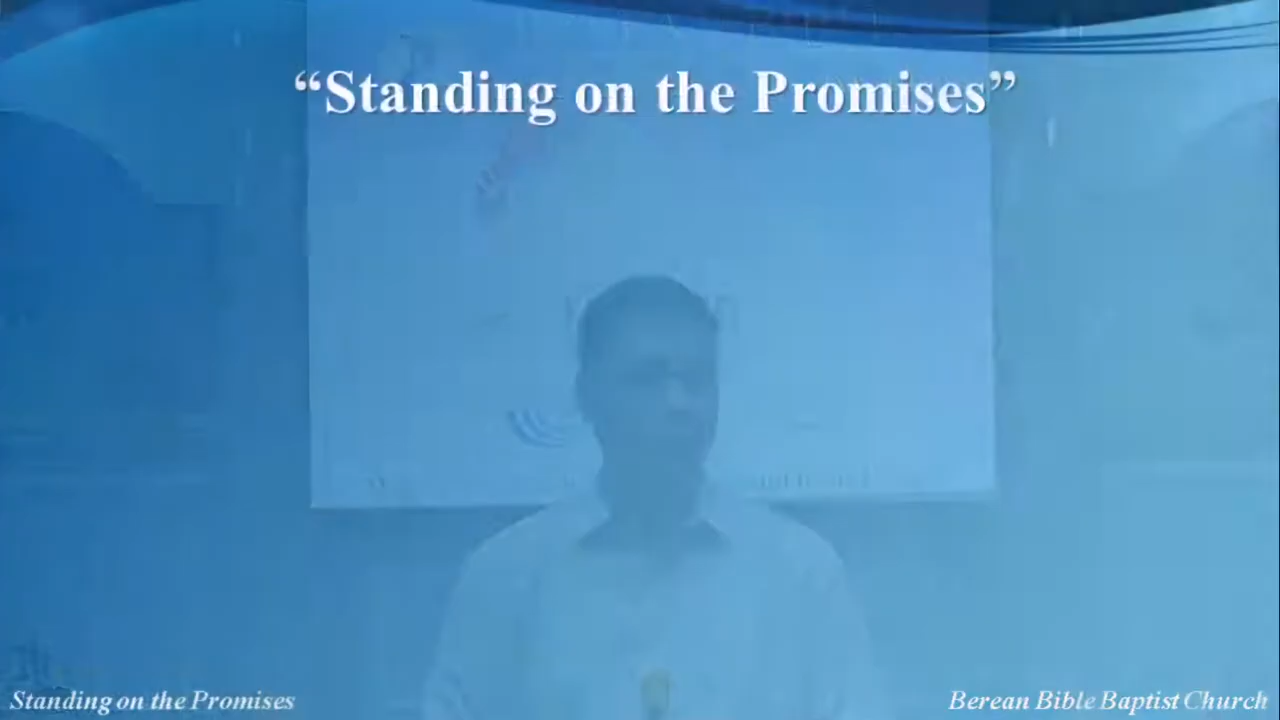 “Standing on the Promises”
Standing on the Promises
Berean Bible Baptist Church